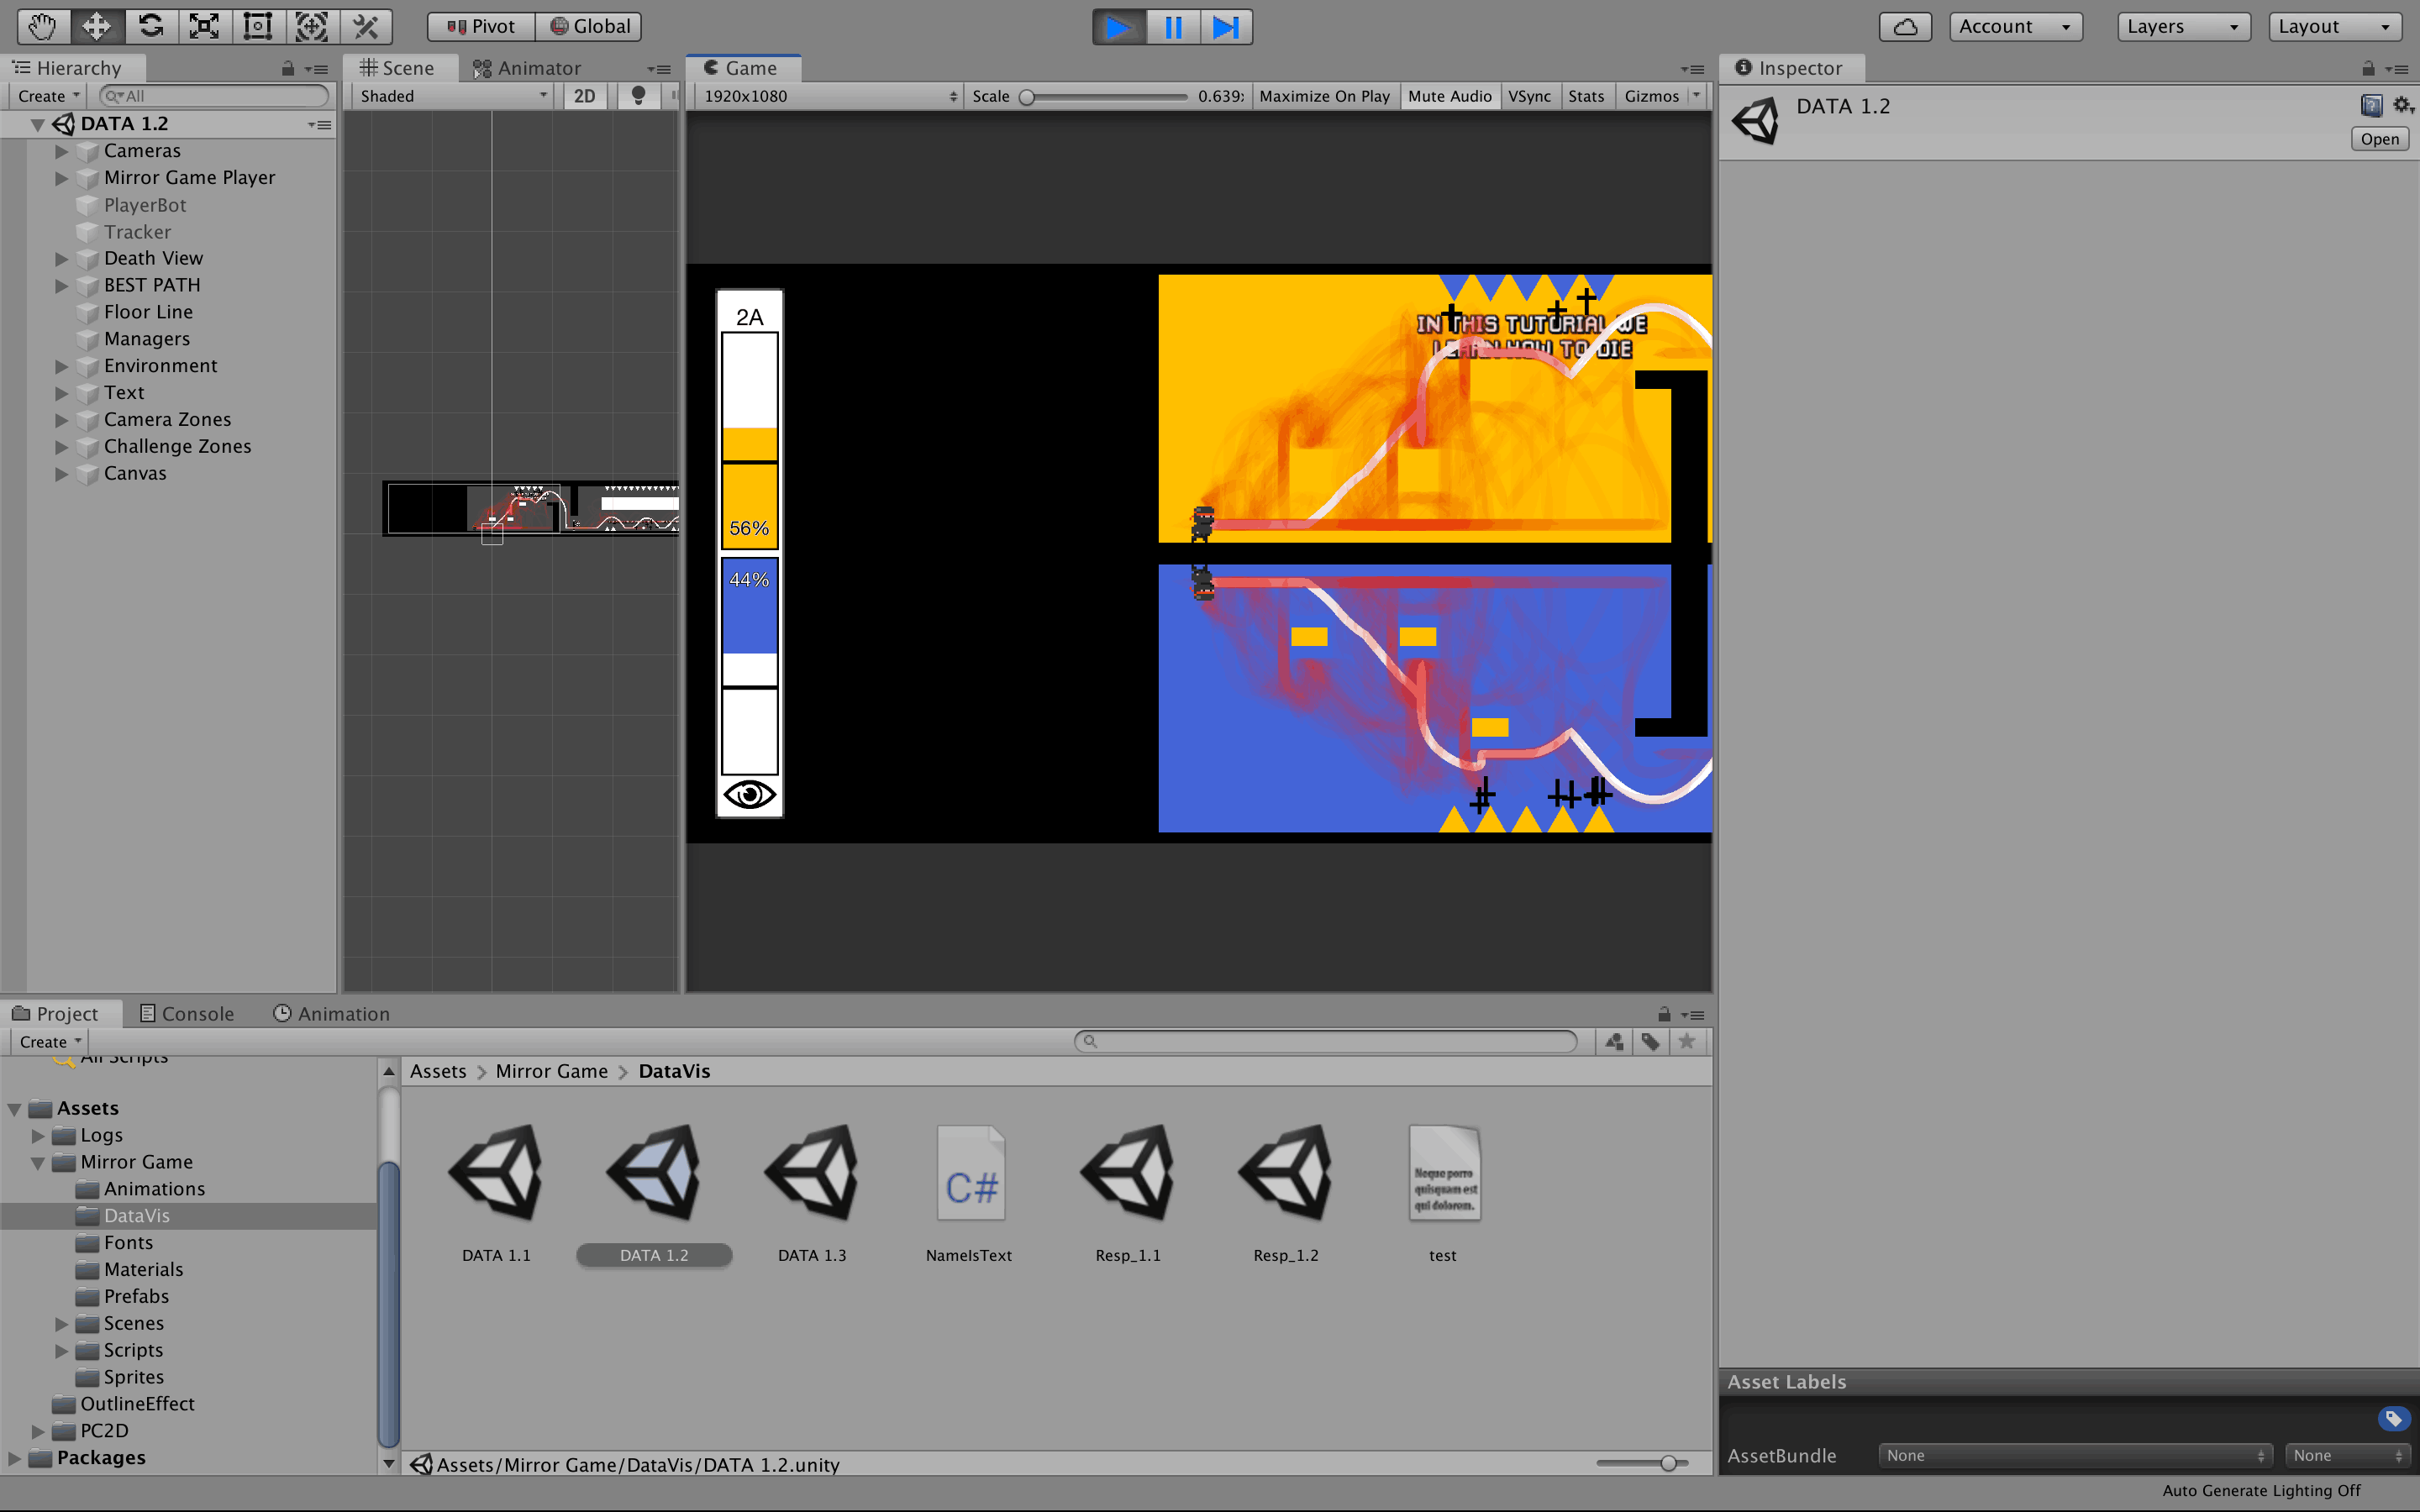 Pivot Global Account Layers Layout
Hierarchy
Create All
DATA 1.2
Cameras
Mirror Game Player
PlayerBot
Tracker
Death View
BEST PATH
Floor Line
Managers
Environment
Text
Camera Zones
Challenge Zones
Canvas
Scene Animator
Shaded 2D
Game
1920x1080 Scale 0.639: Maximize On Play Mute Audio VSync Stats Gizmos
2A
56%
44%
IN THIS TUTORIAL WE
LEARN HOW TO DIE
Inspector
DATA 1.2
Open
Project Console Animation
Create
All Scripts
Assets
Logs
Mirror Game
Animations
DataVis
Fonts
Materials
Prefabs
Scenes
Scripts
Sprites
OutlineEffect
PC2D
Packages
Assets > Mirror Game > DataVis
C#
Neque porro
quisquam est
qui dolorem.
DATA 1.1 DATA 1.2 DATA 1.3 NameIsText Resp_1.1 Resp_1.2 test
Assets/Mirror Game/DataVis/DATA 1.2.unity
Asset Labels
AssetBundle None None
Auto Generate Lighting Off